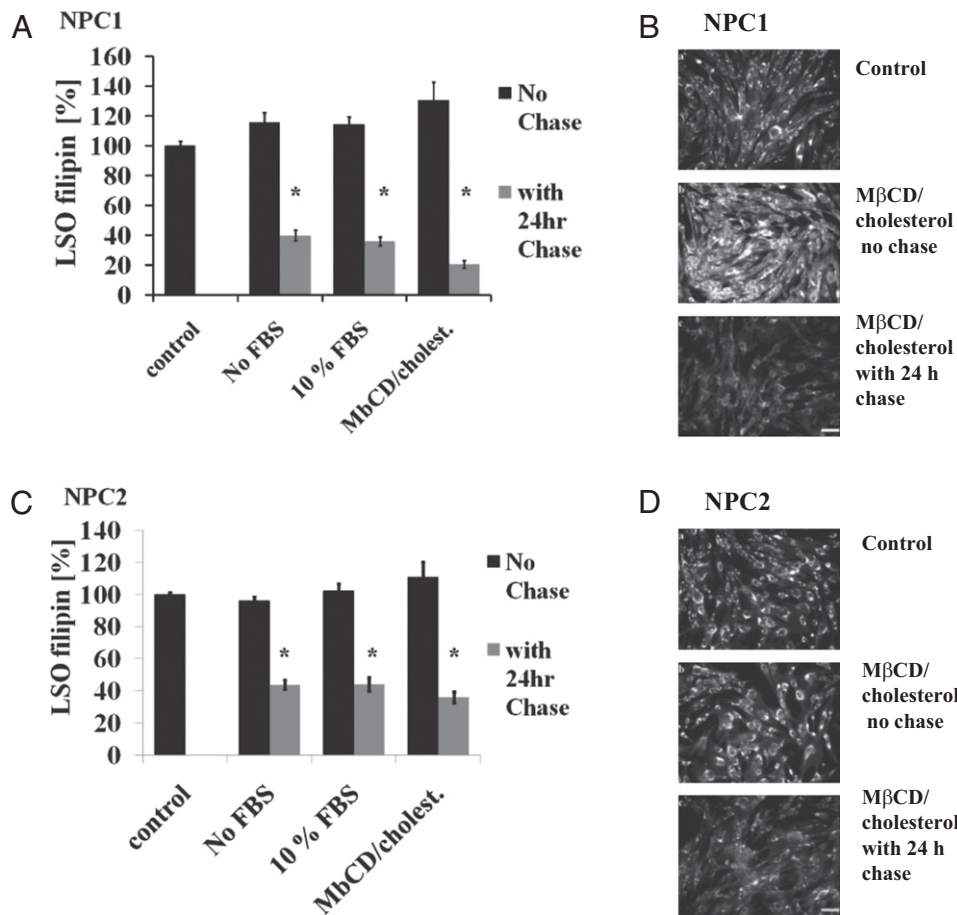 A
NPC1
LSO filipin [%]
160
140
120
100
80
60
40
20
0
*
*
*
No
Chase
with
24hr
Chase
control
No FBS
10 % FBS
MbCD/cholest.
B
NPC1
a
Control
b
MβCD/
cholesterol
no chase
c
MβCD/
cholesterol
with 24 h
chase
C
NPC2
LSO filipin [%]
140
120
100
80
60
40
20
0
*
*
*
No
Chase
with
24hr
Chase
control
No FBS
10 % FBS
MbCD/cholest.
D
NPC2
a
Control
b
MβCD/
cholesterol
no chase
MβCD/
cholesterol
with 24 h
chase